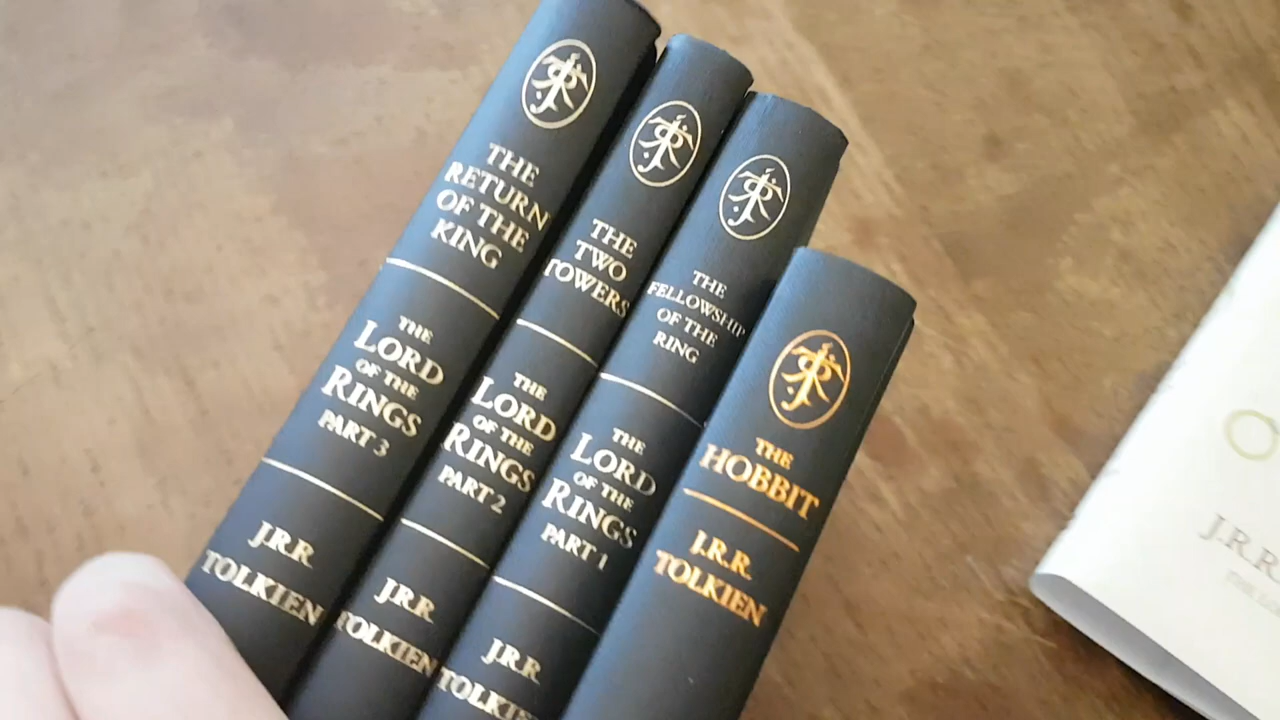 THE
RETURN
OF THE
KING
THE
LORD
OF THE
RINGS
PART 3
J.R.R
TOLKIEN
THE
TWO
TOWERS
THE
LORD
OF THE
RINGS
PART 2
J.R.R
TOLKIEN
THE
FELLOWSHIP
OF THE
RING
THE
LORD
OF THE
RINGS
PART 1
J.R.R
TOLKIEN
THE
HOBBIT
J.R.R.
TOLKIEN
J.R.R